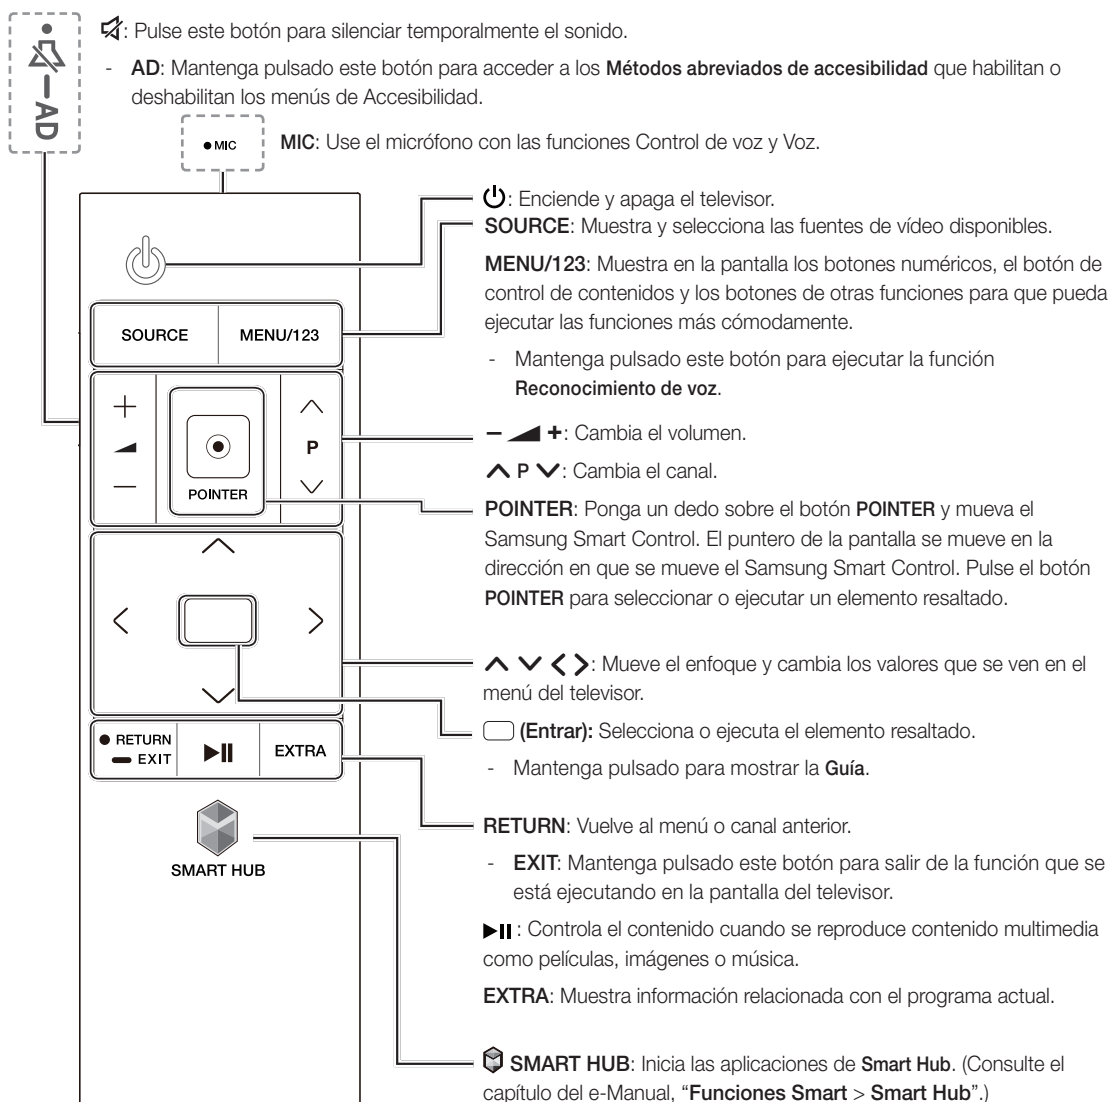 : Pulse este botón para silenciar temporalmente el sonido.
- AD: Mantenga pulsado este botón para acceder a los Métodos abreviados de accesibilidad que habilitan o
deshabilitan los menús de Accesibilidad.
AD
MIC
MIC: Use el micrófono con las funciones Control de voz y Voz.
: Enciende y apaga el televisor.
SOURCE: Muestra y selecciona las fuentes de vídeo disponibles.
MENU/123: Muestra en la pantalla los botones numéricos, el botón de
control de contenidos y los botones de otras funciones para que pueda
ejecutar las funciones más cómodamente.
- Mantenga pulsado este botón para ejecutar la función
Reconocimiento de voz.
SOURCE
MENU/123
+
P
—
POINTER
– +: Cambia el volumen.
P : Cambia el canal.
POINTER: Ponga un dedo sobre el botón POINTER y mueva el
Samsung Smart Control. El puntero de la pantalla se mueve en la
dirección en que se mueve el Samsung Smart Control. Pulse el botón
POINTER para seleccionar o ejecutar un elemento resaltado.
: Mueve el enfoque y cambia los valores que se ven en el
menú del televisor.
(Entrar): Selecciona o ejecuta el elemento resaltado.
- Mantenga pulsado para mostrar la Guía.
RETURN
EXIT
EXTRA
SMART HUB
RETURN: Vuelve al menú o canal anterior.
- EXIT: Mantenga pulsado este botón para salir de la función que se
está ejecutando en la pantalla del televisor.
: Controla el contenido cuando se reproduce contenido multimedia
como películas, imágenes o música.
EXTRA: Muestra información relacionada con el programa actual.
SMART HUB: Inicia las aplicaciones de Smart Hub. (Consulte el
capítulo del e-Manual, “Funciones Smart > Smart Hub”.)